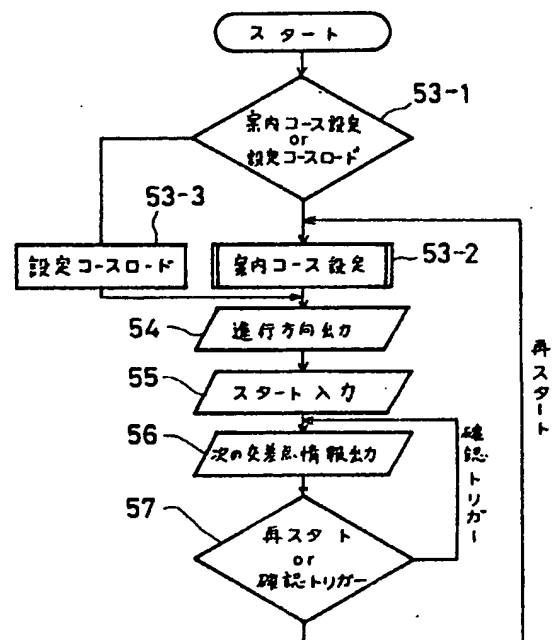 スタート
53-1
案内コース設定
or
設定コースロード
53-3
設定コースロード
案内コース設定
53-2
54
進行方向出力
55
スタート入力
56
次の交差点情報出力
57
再スタート
or
確認トリガー
確認トリガー
再スタート